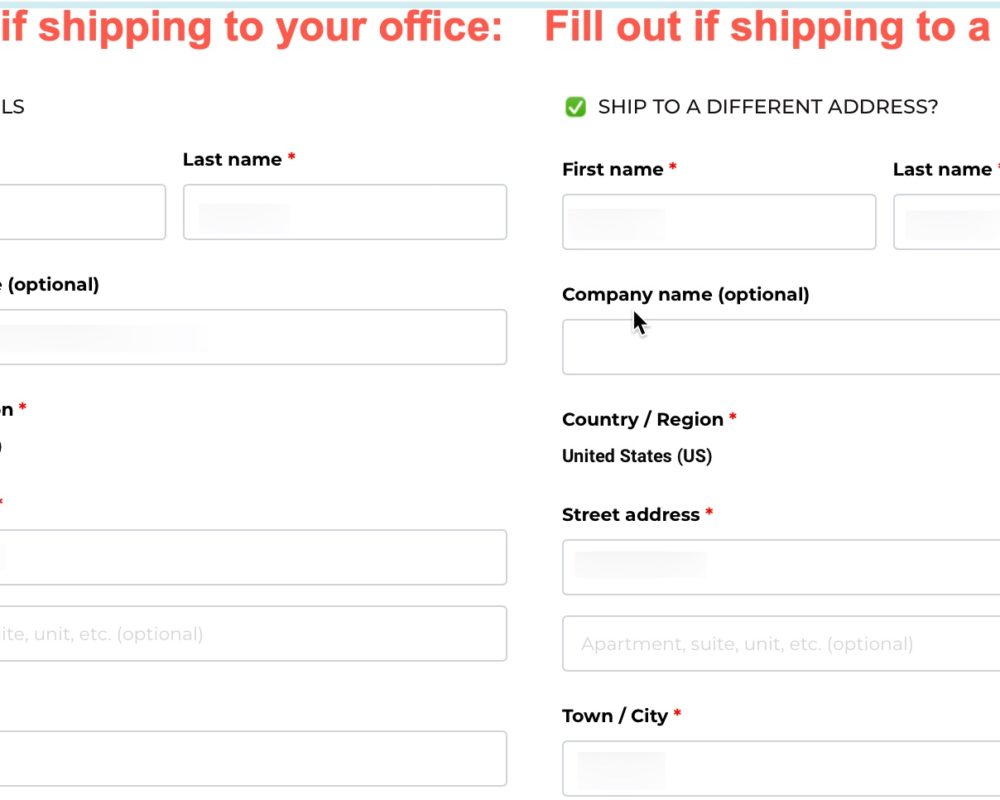 if shipping to your office:
LS
Last name *
e (optional)
on *
)
*
ite, unit, etc. (optional)
Fill out if shipping to a
SHIP TO A DIFFERENT ADDRESS?
First name *
Last name *
Company name (optional)
Country / Region *
United States (US)
Street address *
Apartment, suite, unit, etc. (optional)
Town / City *